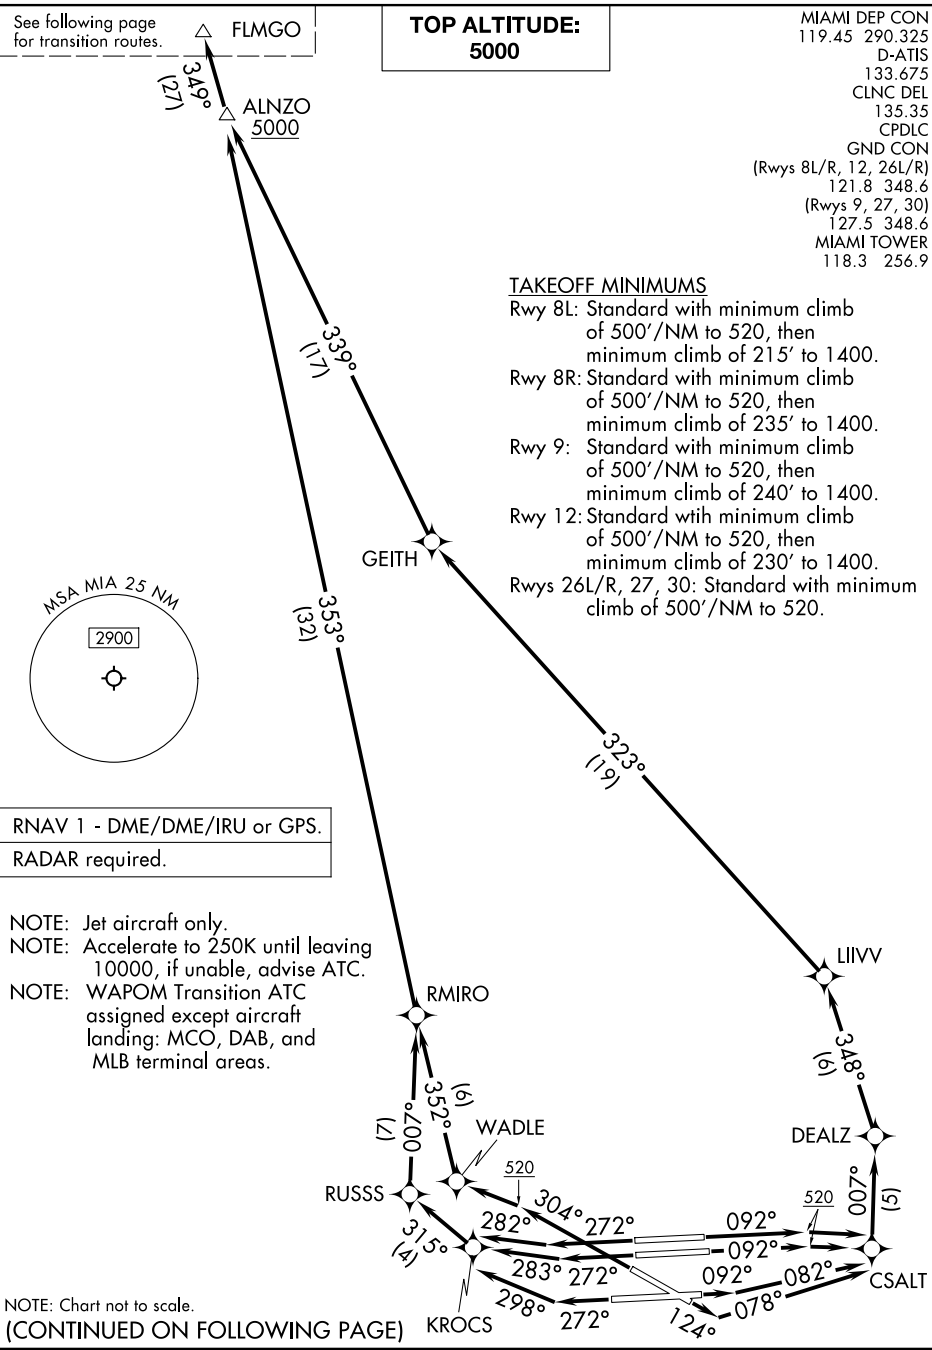 See following page
for transition routes.
FLMGO
TOP ALTITUDE:
5000
MIAMI DEP CON
119.45 290.325
D-ATIS
133.675
CLNC DEL
135.35
CPDLC
GND CON
(Rwys 8L/R, 12, 26L/R)
121.8 348.6
(Rwys 9, 27, 30)
127.5 348.6
MIAMI TOWER
118.3 256.9
349°
(27)
ALNZO
5000
TAKEOFF MINIMUMS
Rwy 8L: Standard with minimum climb
of 500'/NM to 520, then
minimum climb of 215' to 1400.
Rwy 8R: Standard with minimum climb
of 500'/NM to 520, then
minimum climb of 235' to 1400.
Rwy 9: Standard with minimum climb
of 500'/NM to 520, then
minimum climb of 240' to 1400.
Rwy 12: Standard wtih minimum climb
of 500'/NM to 520, then
minimum climb of 230' to 1400.
Rwys 26L/R, 27, 30: Standard with minimum
climb of 500'/NM to 520.
339°
(17)
GEITH
353°
(32)
MSA MIA 25 NM
2900
323°
(19)
RNAV 1 - DME/DME/IRU or GPS.
RADAR required.
NOTE: Jet aircraft only.
NOTE: Accelerate to 250K until leaving
10000, if unable, advise ATC.
NOTE: WAPOM Transition ATC
assigned except aircraft
landing: MCO, DAB, and
MLB terminal areas.
LIIVV
RMIRO
348°
(6)
007°
(7)
352°
(6)
WADLE
DEALZ
RUSSS
520
520
007°
(5)
315°
(4)
304°
282°
272°
092°
283°
272°
092°
298°
272°
092°
082°
124°
078°
CSALT
KROCS
NOTE: Chart not to scale.
(CONTINUED ON FOLLOWING PAGE)